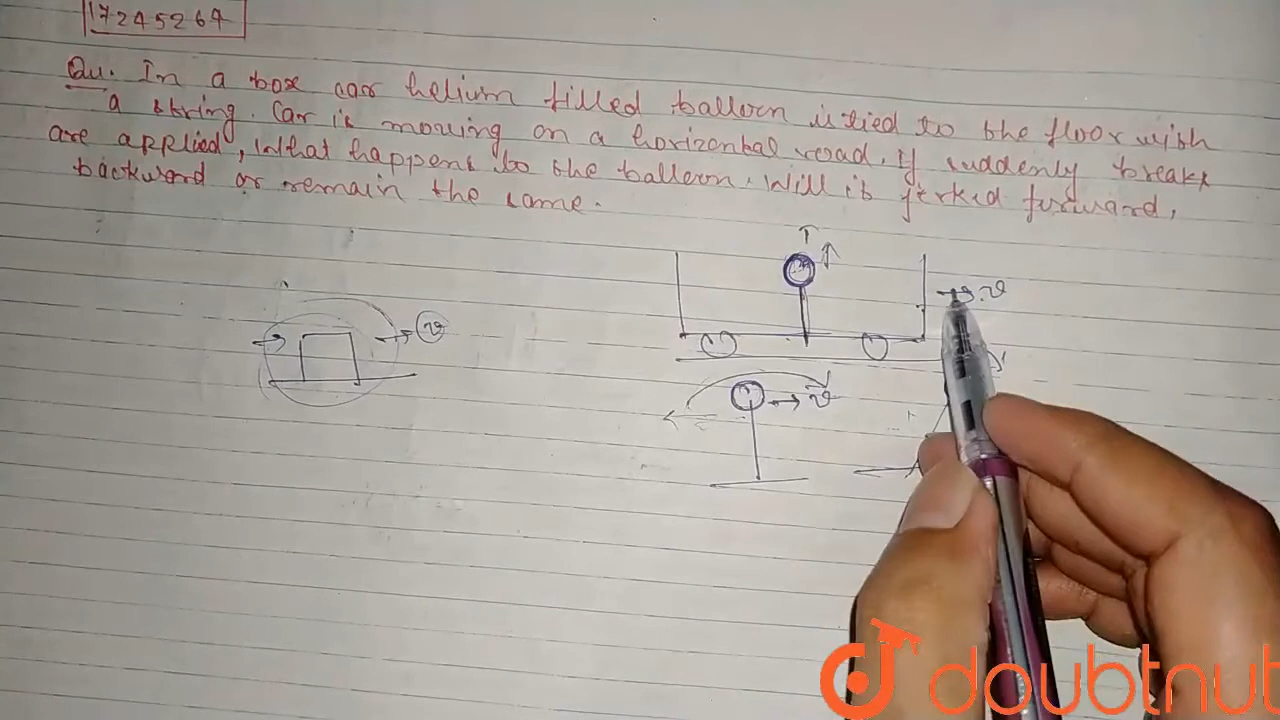 17245264
Qu. In a box car helium filled balloon is tied to the floor with
a string. Car is moving on a horizontal road. If suddenly breaks
are applied, What happens to the balloon. Will it jerked forward,
backward or remain the same.
v
v
v
doubtnut